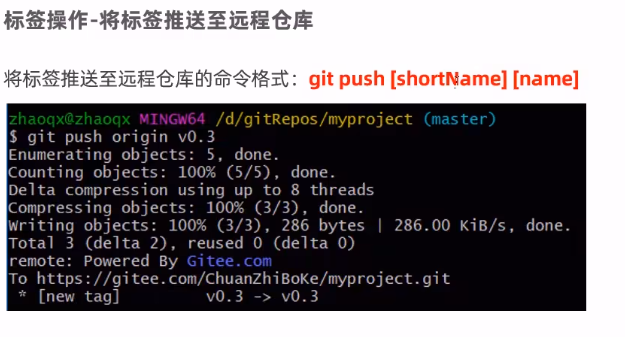 标签操作-将标签推送至远程仓库
将标签推送至远程仓库的命令格式：git push [shortName] [name]
zhaoqx@zhaoqx MINGW64 /d/gitRepos/myproject (master)
$ git push origin v0.3
Enumerating objects: 5, done.
Counting objects: 100% (5/5), done.
Delta compression using up to 8 threads
Compressing objects: 100% (3/3), done.
Writing objects: 100% (3/3), 286 bytes | 286.00 KiB/s, done.
Total 3 (delta 2), reused 0 (delta 0)
remote: Powered By Gitee.com
To https://gitee.com/ChuanZhiBoKe/myproject.git
 * [new tag]         v0.3 -> v0.3